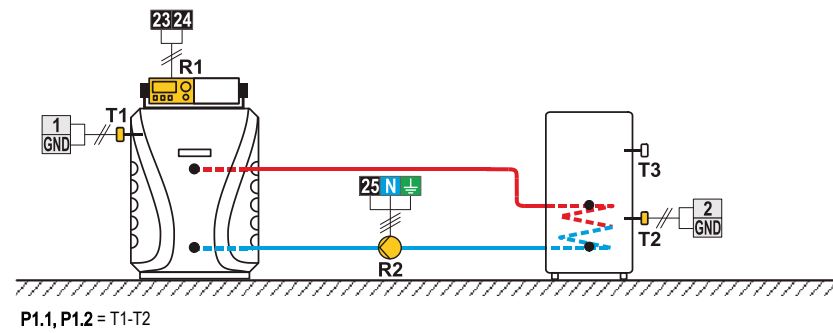 23 24
R1
T1
1
GND
T3
25 N
2
GND
T2
R2
P1.1, P1.2 = T1-T2